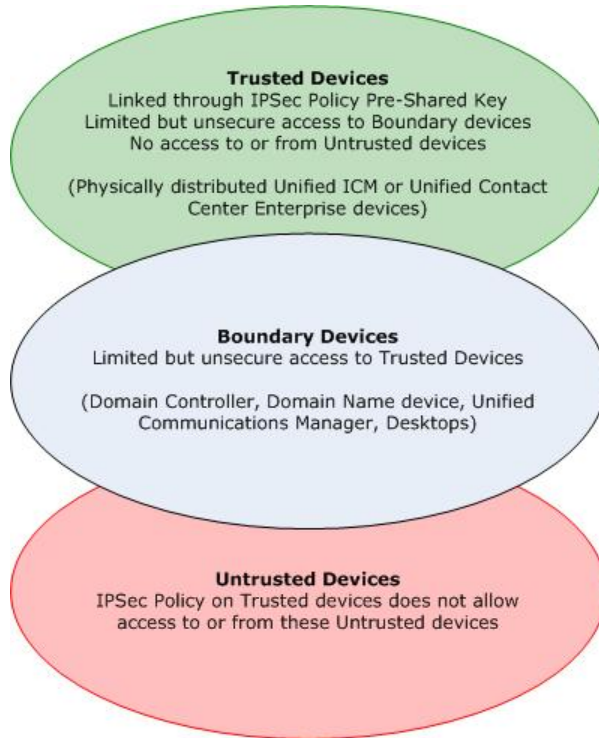 Trusted Devices
Linked through IPSec Policy Pre-Shared Key
Limited but unsecure access to Boundary devices
No access to or from Untrusted devices
(Physically distributed Unified ICM or Unified Contact
Center Enterprise devices)
Boundary Devices
Limited but unsecure access to Trusted Devices
(Domain Controller, Domain Name device, Unified
Communications Manager, Desktops)
Untrusted Devices
IPSec Policy on Trusted devices does not allow
access to or from these Untrusted devices